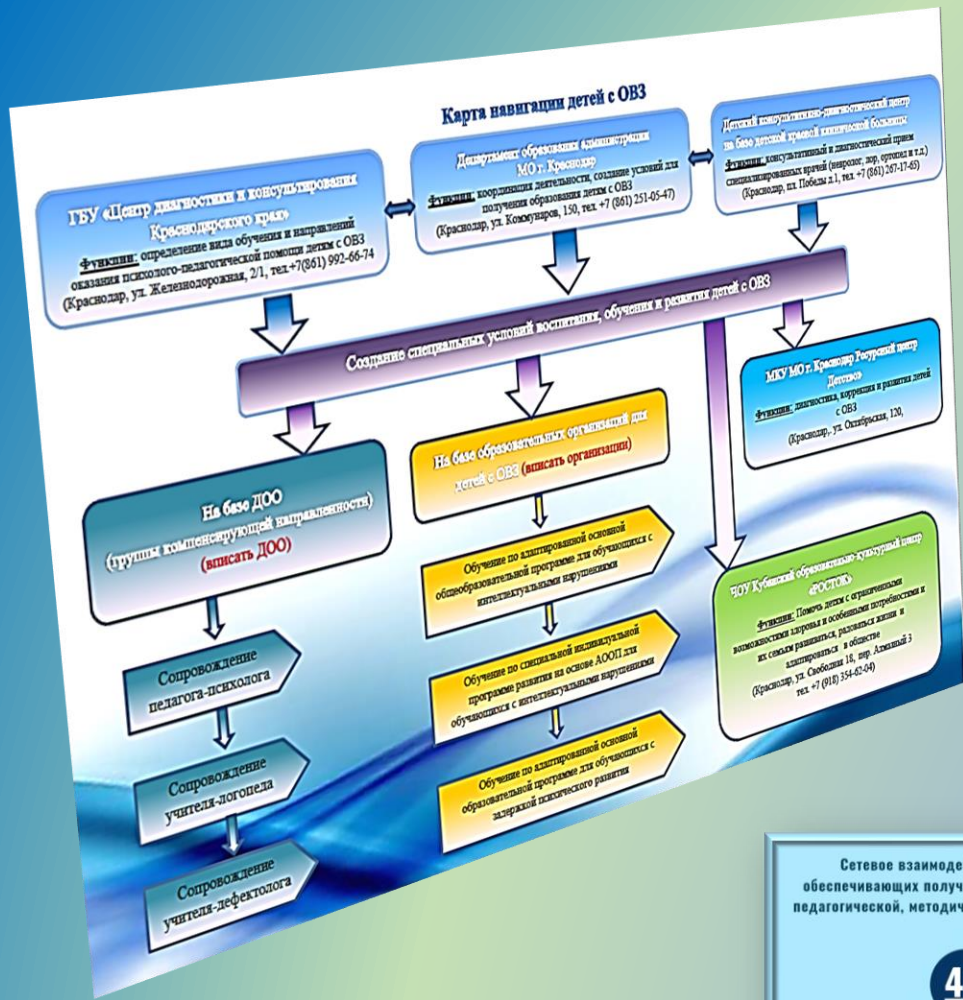 Карта навигации детей с ОВЗ
ГБУ «Центр диагностики и консультирования
Краснодарского края»
Функции: определение вида обучения и направлений
оказания психолого-педагогической помощи детям с ОВЗ
(Краснодар, ул. Железнодорожная, 2/1, тел.+7(861) 992-66-74
Департамент образования администрации
МО г. Краснодар
Функции: координация деятельности, создание условий для
получения образования детям с ОВЗ
(Краснодар, ул. Коммунаров, 150, тел. +7 (861) 251-05-47)
Детский консультативно-диагностический центр
на базе детской краевой клинической больницы
Функции: консультативный и диагностический прием
специализированных врачей (невролог, лор, ортопед и т.д.)
(Краснодар, пл. Победы д.1, тел. +7 (861) 267-17-65)
Создание специальных условий воспитания, обучения и развития детей с ОВЗ
На базе ДОО
(группы компенсирующей направленности)
(вписать ДОО)
Сопровождение
педагога-психолога
Сопровождение
учителя-логопеда
Сопровождение
учителя-дефектолога
На базе образовательных организаций для
детей с ОВЗ (вписать организации)
Обучение по адаптированной основной
общеобразовательной программе для обучающихся с
интеллектуальными нарушениями
Обучение по специальной индивидуальной
программе развития на основе АООП для
обучающихся с интеллектуальными нарушениями
Обучение по адаптированной основной
образовательной программе для обучающихся с
задержкой психического развития
МКУ МО г. Краснодар Ресурсный центр
Детство»
Функции: диагностика, коррекция и развития детей
с ОВЗ
(Краснодар,. ул. Октябрьская, 120,
ЧОУ Кубанский образовательно-культурный центр
«РОСТОК»
Функции: Помочь детям с ограниченными
возможностями здоровья и особенными потребностями и
их семьям развиваться, радоваться жизни и
адаптироваться в обществе
(Краснодар, ул. Свободная 18, пер. Алмазный 3
тел. +7 (918) 354-62-04)
Сетевое взаимоде
обеспечивающих получ
педагогической, методич
4